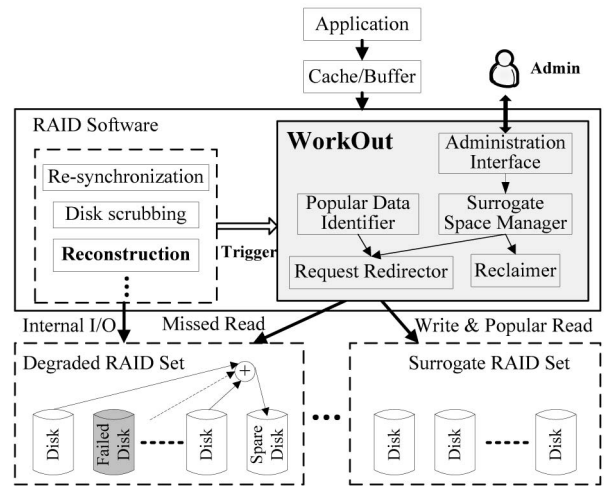 Application
Cache/Buffer
Admin
RAID Software
WorkOut
Administration
Interface
Re-synchronization
Disk scrubbing
Reconstruction
Trigger
Popular Data
Identifier
Surrogate
Space Manager
Request Redirector
Reclaimer
Internal I/O
Missed Read
Write & Popular Read
Degraded RAID Set
Surrogate RAID Set
+
Disk
Failed
Disk
Disk
Spare
Disk
Disk
Disk
Disk